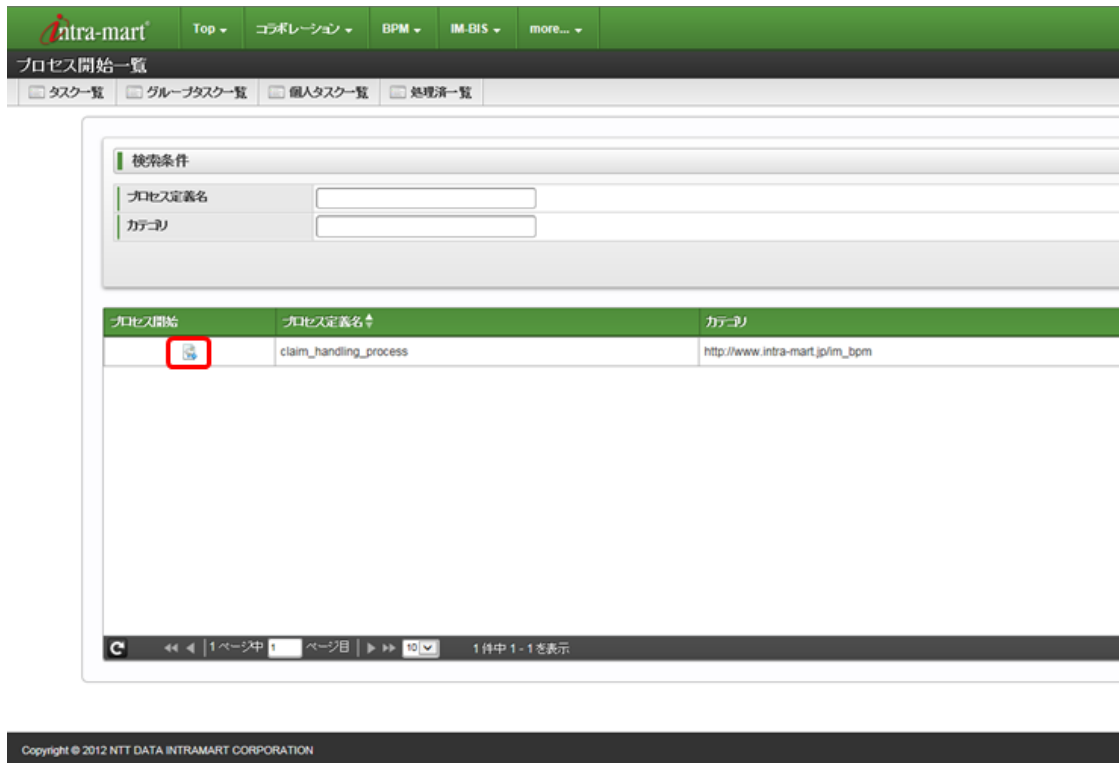 intra-mart Top コラボレーション BPM IM-BIS more...
プロセス開始一覧
タスク一覧 グループタスク一覧 個人タスク一覧 処理済一覧
検索条件
プロセス定義名
カテゴリ
プロセス開始 プロセス定義名 カテゴリ
claim_handling_process http://www.intra-mart.jp/im_bpm
1 ページ中 1 ページ目 10 1 件中 1 - 1 を表示
Copyright © 2012 NTT DATA INTRAMART CORPORATION